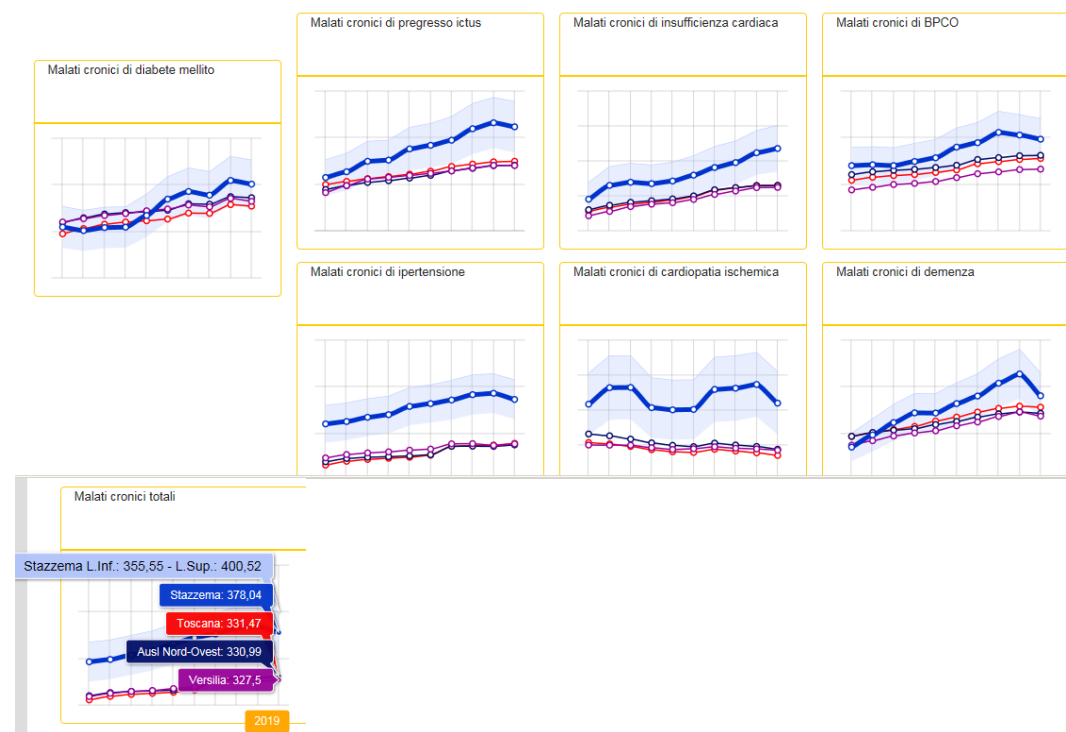 Malati cronici di diabete mellito
Malati cronici di pregresso ictus
Malati cronici di insufficienza cardiaca
Malati cronici di BPCO
Malati cronici di ipertensione
Malati cronici di cardiopatia ischemica
Malati cronici di demenza
Malati cronici totali
Stazzema L.Inf.: 355,55 - L.Sup.: 400,52
Stazzema: 378,04
Toscana: 331,47
Ausl Nord-Ovest: 330,99
Versilia: 327,5
2019